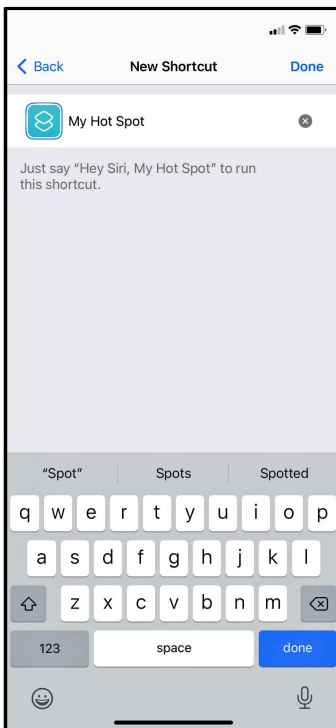 Back New Shortcut Done
My Hot Spot
Just say “Hey Siri, My Hot Spot” to run
this shortcut.
“Spot” Spots Spotted
q w e r t y u i o p
a s d f g h j k l
z x c v b n m
123 space done